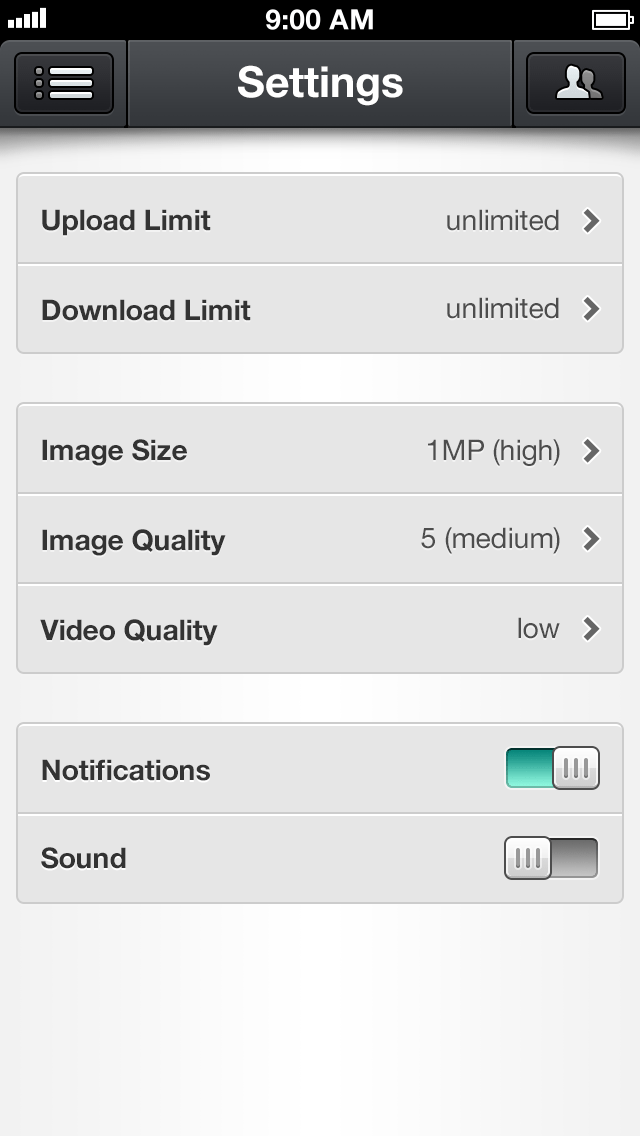 9:00 AM
Settings
Upload Limit unlimited
Download Limit unlimited
Image Size 1MP (high)
Image Quality 5 (medium)
Video Quality low
Notifications
Sound